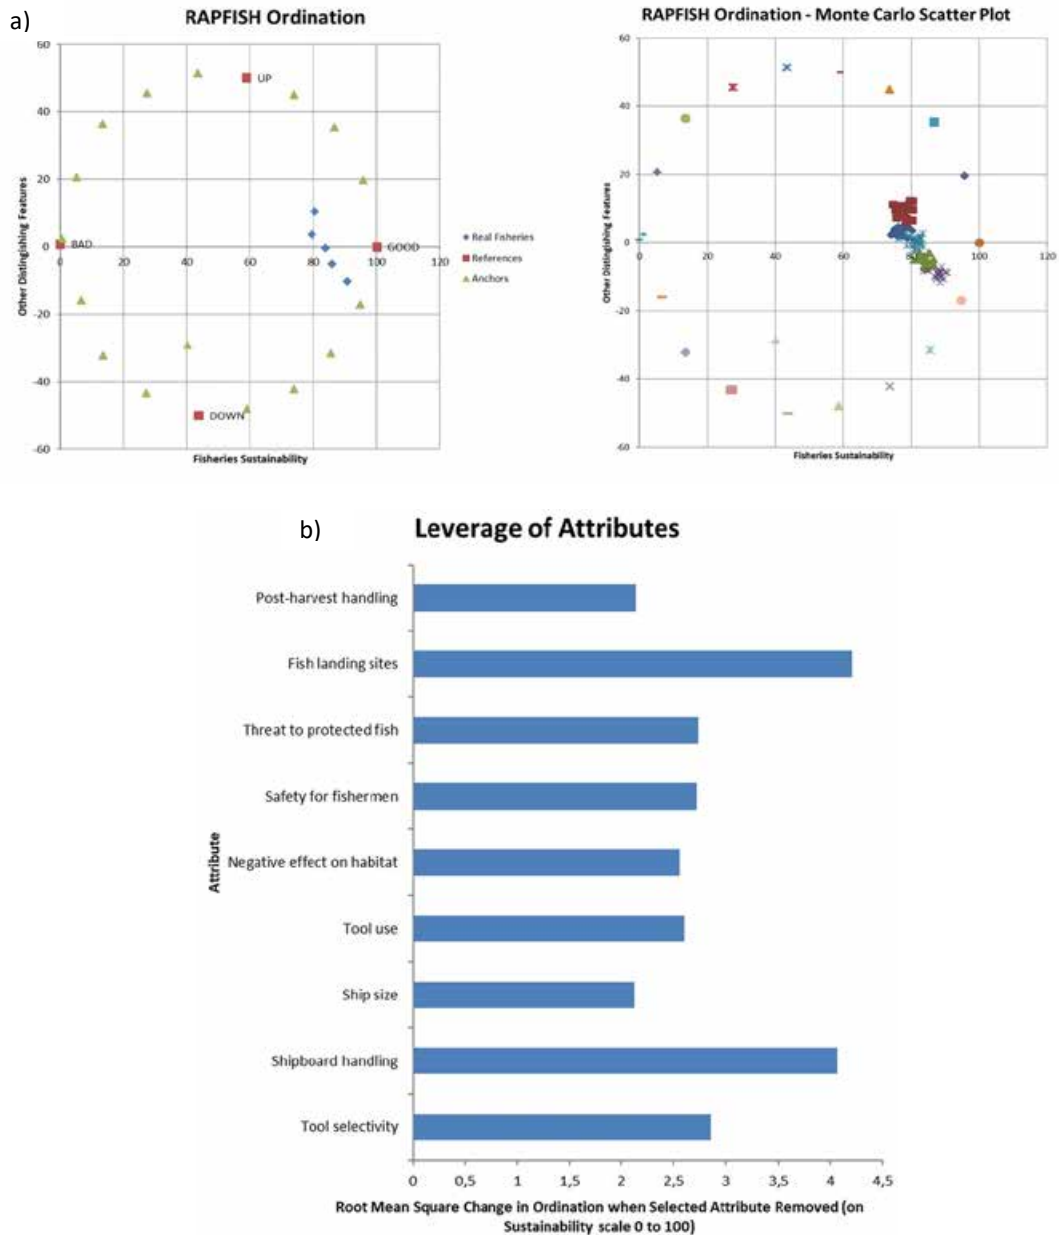 a)
RAPFISH Ordination
60
40
20
0
-20
-40
-60
0 20 40 60 80 100 120
UP
BAD
GOOD
DOWN
Other Distingishing Features
Fisheries Sustainability
Real Fisheries
References
Anchors
RAPFISH Ordination - Monte Carlo Scatter Plot
60
40
20
0
-20
-40
-60
0 20 40 60 80 100 120
Other Distingishing Features
Fisheries Sustainability
b)
Leverage of Attributes
Attribute
Post-harvest handling
Fish landing sites
Threat to protected fish
Safety for fishermen
Negative effect on habitat
Tool use
Ship size
Shipboard handling
Tool selectivity
0 0,5 1 1,5 2 2,5 3 3,5 4 4,5
Root Mean Square Change in Ordination when Selected Attribute Removed (on
Sustainability scale 0 to 100)